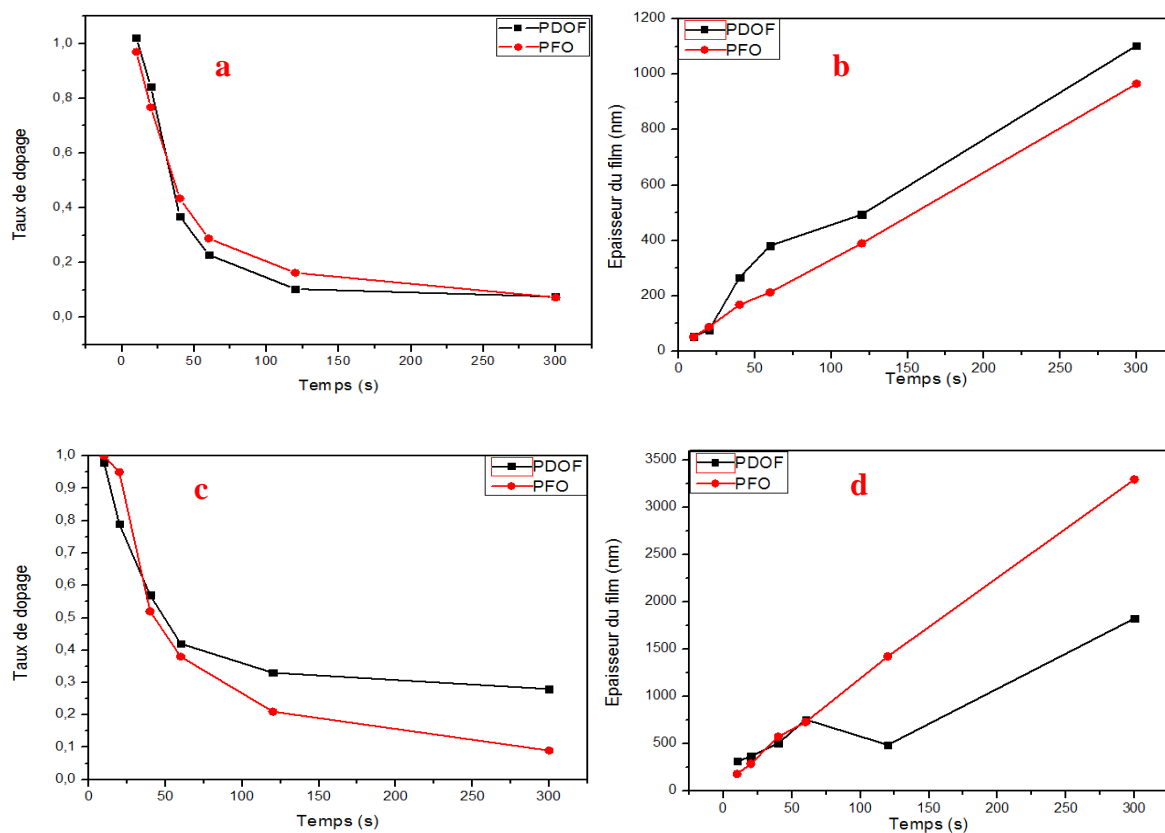 PDOF
PFO
a
1,0
0,8
0,6
0,4
0,2
0,0
Taux de dopage
0 50 100 150 200 250 300
Temps (s)
PDOF
PFO
b
1200
1000
800
600
400
200
0
Epaisseur du film (nm)
0 50 100 150 200 250 300
Temps (s)
PDOF
PFO
c
1,0
0,9
0,8
0,7
0,6
0,5
0,4
0,3
0,2
0,1
0,0
Taux de dopage
0 50 100 150 200 250 300
Temps (s)
PDOF
PFO
d
3500
3000
2500
2000
1500
1000
500
0
Epaisseur du film (nm)
0 50 100 150 200 250 300
Temps (s)